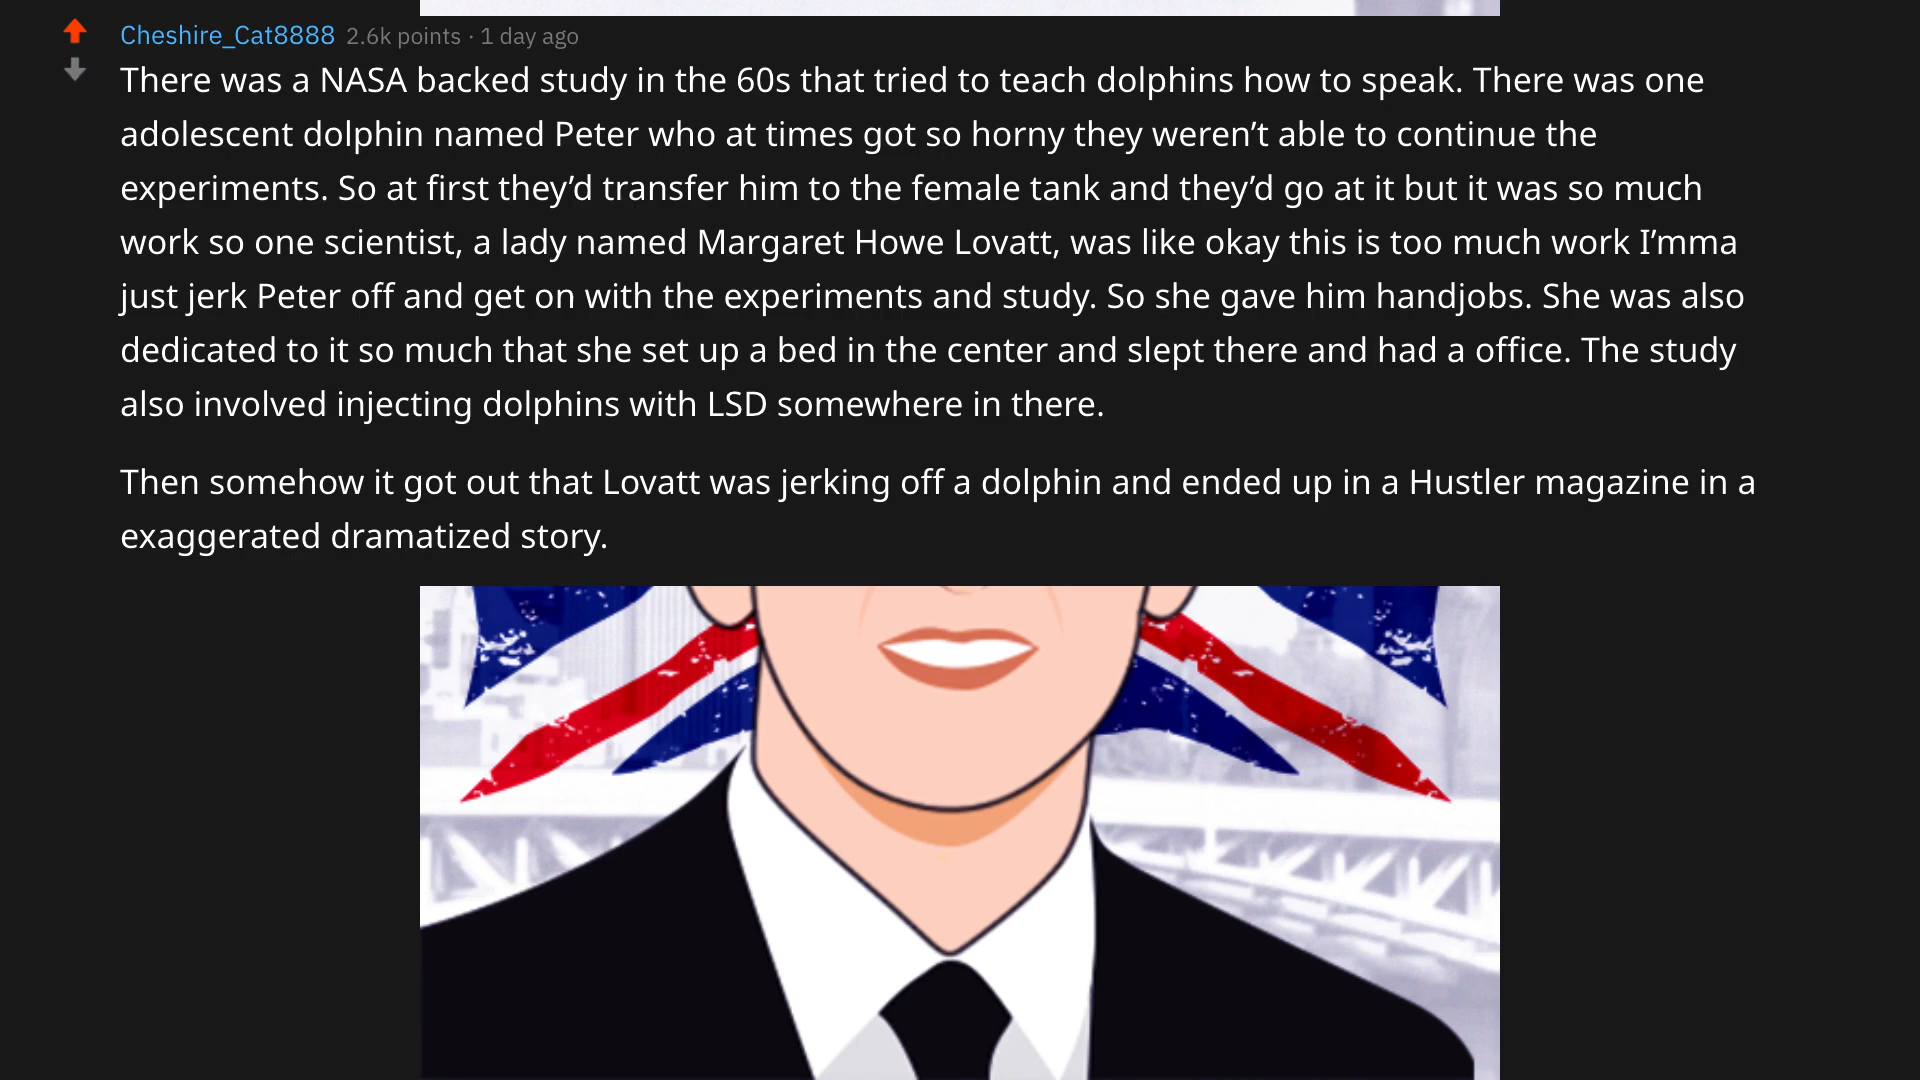 Cheshire_Cat8888 2.6k points · 1 day ago
There was a NASA backed study in the 60s that tried to teach dolphins how to speak. There was one
adolescent dolphin named Peter who at times got so horny they weren’t able to continue the
experiments. So at first they’d transfer him to the female tank and they’d go at it but it was so much
work so one scientist, a lady named Margaret Howe Lovatt, was like okay this is too much work I’mma
just jerk Peter off and get on with the experiments and study. So she gave him handjobs. She was also
dedicated to it so much that she set up a bed in the center and slept there and had a office. The study
also involved injecting dolphins with LSD somewhere in there.
Then somehow it got out that Lovatt was jerking off a dolphin and ended up in a Hustler magazine in a
exaggerated dramatized story.